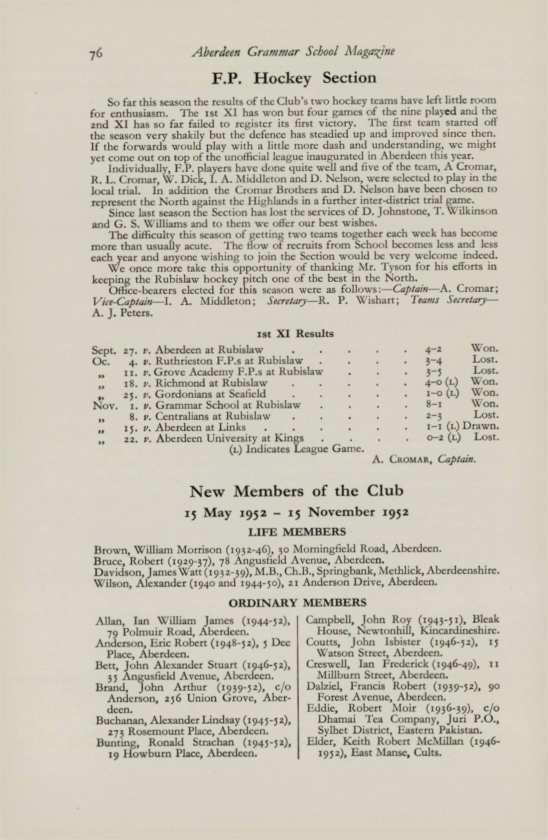 76 Aberdeen Grammar School Magazine
F.P. Hockey Section
So far this season the results of the Club's two hockey teams have left little room
for enthusiasm. The 1st XI has won but four games of the nine played and the
2nd XI has so far failed to register its first victory. The first team started off
the season very shakily but the defence has steadied up and improved since then.
If the forwards would play with a little more dash and understanding, we might
yet come out on top of the unofficial league inaugurated in Aberdeen this year.
Individually, F.P. players have done quite well and five of the team, A Cromar,
R. L. Cromar, W. Dick, I. A. Middleton and D. Nelson, were selected to play in the
local trial. In addition the Cromar Brothers and D. Nelson have been chosen to
represent the North against the Highlands in a further inter-district trial game.
Since last season the Section has lost the services of D. Johnstone, T. Wilkinson
and G. S. Williams and to them we offer our best wishes.
The difficulty this season of getting two teams together each week has become
more than usually acute. The flow of recruits from School becomes less and less
each year and anyone wishing to join the Section would be very welcome indeed.
We once more take this opportunity of thanking Mr. Tyson for his efforts in
keeping the Rubislaw hockey pitch one of the best in the North.
Office-bearers elected for this season were as follows:—Captain—A. Cromar;
Vice-Captain—I. A. Middleton; Secretary—R. P. Wishart; Teams Secretary—
A. J. Peters.
1st XI Results
Sept. 27. v. Aberdeen at Rubislaw . . . . . 4-2 Won.
Oc. 4. v. Ruthrieston F.P.s at Rubislaw . . . . 3-4 Lost.
„ 11. v. Grove Academy F.P.s at Rubislaw . . . . 3-5 Lost.
„ 18. v. Richmond at Rubislaw . . . . . 4-0 (L) Won.
„ 25. v. Gordonians at Seafield . . . . . 1-0 (L) Won.
Nov. 1. v. Grammar School at Rubislaw . . . . 8-1 Won.
„ 8. v. Centralians at Rubislaw . . . . . 2-3 Lost.
„ 15. v. Aberdeen at Links . . . . . . 1-1 (L) Drawn.
„ 22. v. Aberdeen University at Kings . . . . 0-2 (L) Lost.
(L) Indicates League Game.
A. CROMAR, Captain.
New Members of the Club
15 May 1952 – 15 November 1952
LIFE MEMBERS
Brown, William Morrison (1932-46), 30 Morningfield Road, Aberdeen.
Bruce, Robert (1929-37), 78 Angusfield Avenue, Aberdeen.
Davidson, James Watt (1932-39), M.B., Ch.B., Springbank, Methlick, Aberdeenshire.
Wilson, Alexander (1940 and 1944-50), 21 Anderson Drive, Aberdeen.
ORDINARY MEMBERS
Allan, Ian William James (1944-52),
79 Polmuir Road, Aberdeen.
Anderson, Eric Robert (1948-52), 5 Dee
Place, Aberdeen.
Bett, John Alexander Stuart (1946-52),
35 Angusfield Avenue, Aberdeen.
Brand, John Arthur (1939-52), c/o
Anderson, 256 Union Grove, Aber-
deen.
Buchanan, Alexander Lindsay (1945-52),
273 Rosemount Place, Aberdeen.
Bunting, Ronald Strachan (1945-52),
19 Howburn Place, Aberdeen.
Campbell, John Roy (1943-51), Bleak
House, Newtonhill, Kincardineshire.
Coutts, John Isbister (1946-52), 15
Watson Street, Aberdeen.
Creswell, Ian Frederick (1946-49), 11
Millburn Street, Aberdeen.
Dalziel, Francis Robert (1939-52), 90
Forest Avenue, Aberdeen.
Eddie, Robert Moir (1936-39), c/o
Dhamai Tea Company, Juri P.O.,
Sylhet District, Eastern Pakistan.
Elder, Keith Robert McMillan (1946-
1952), East Manse, Cults.